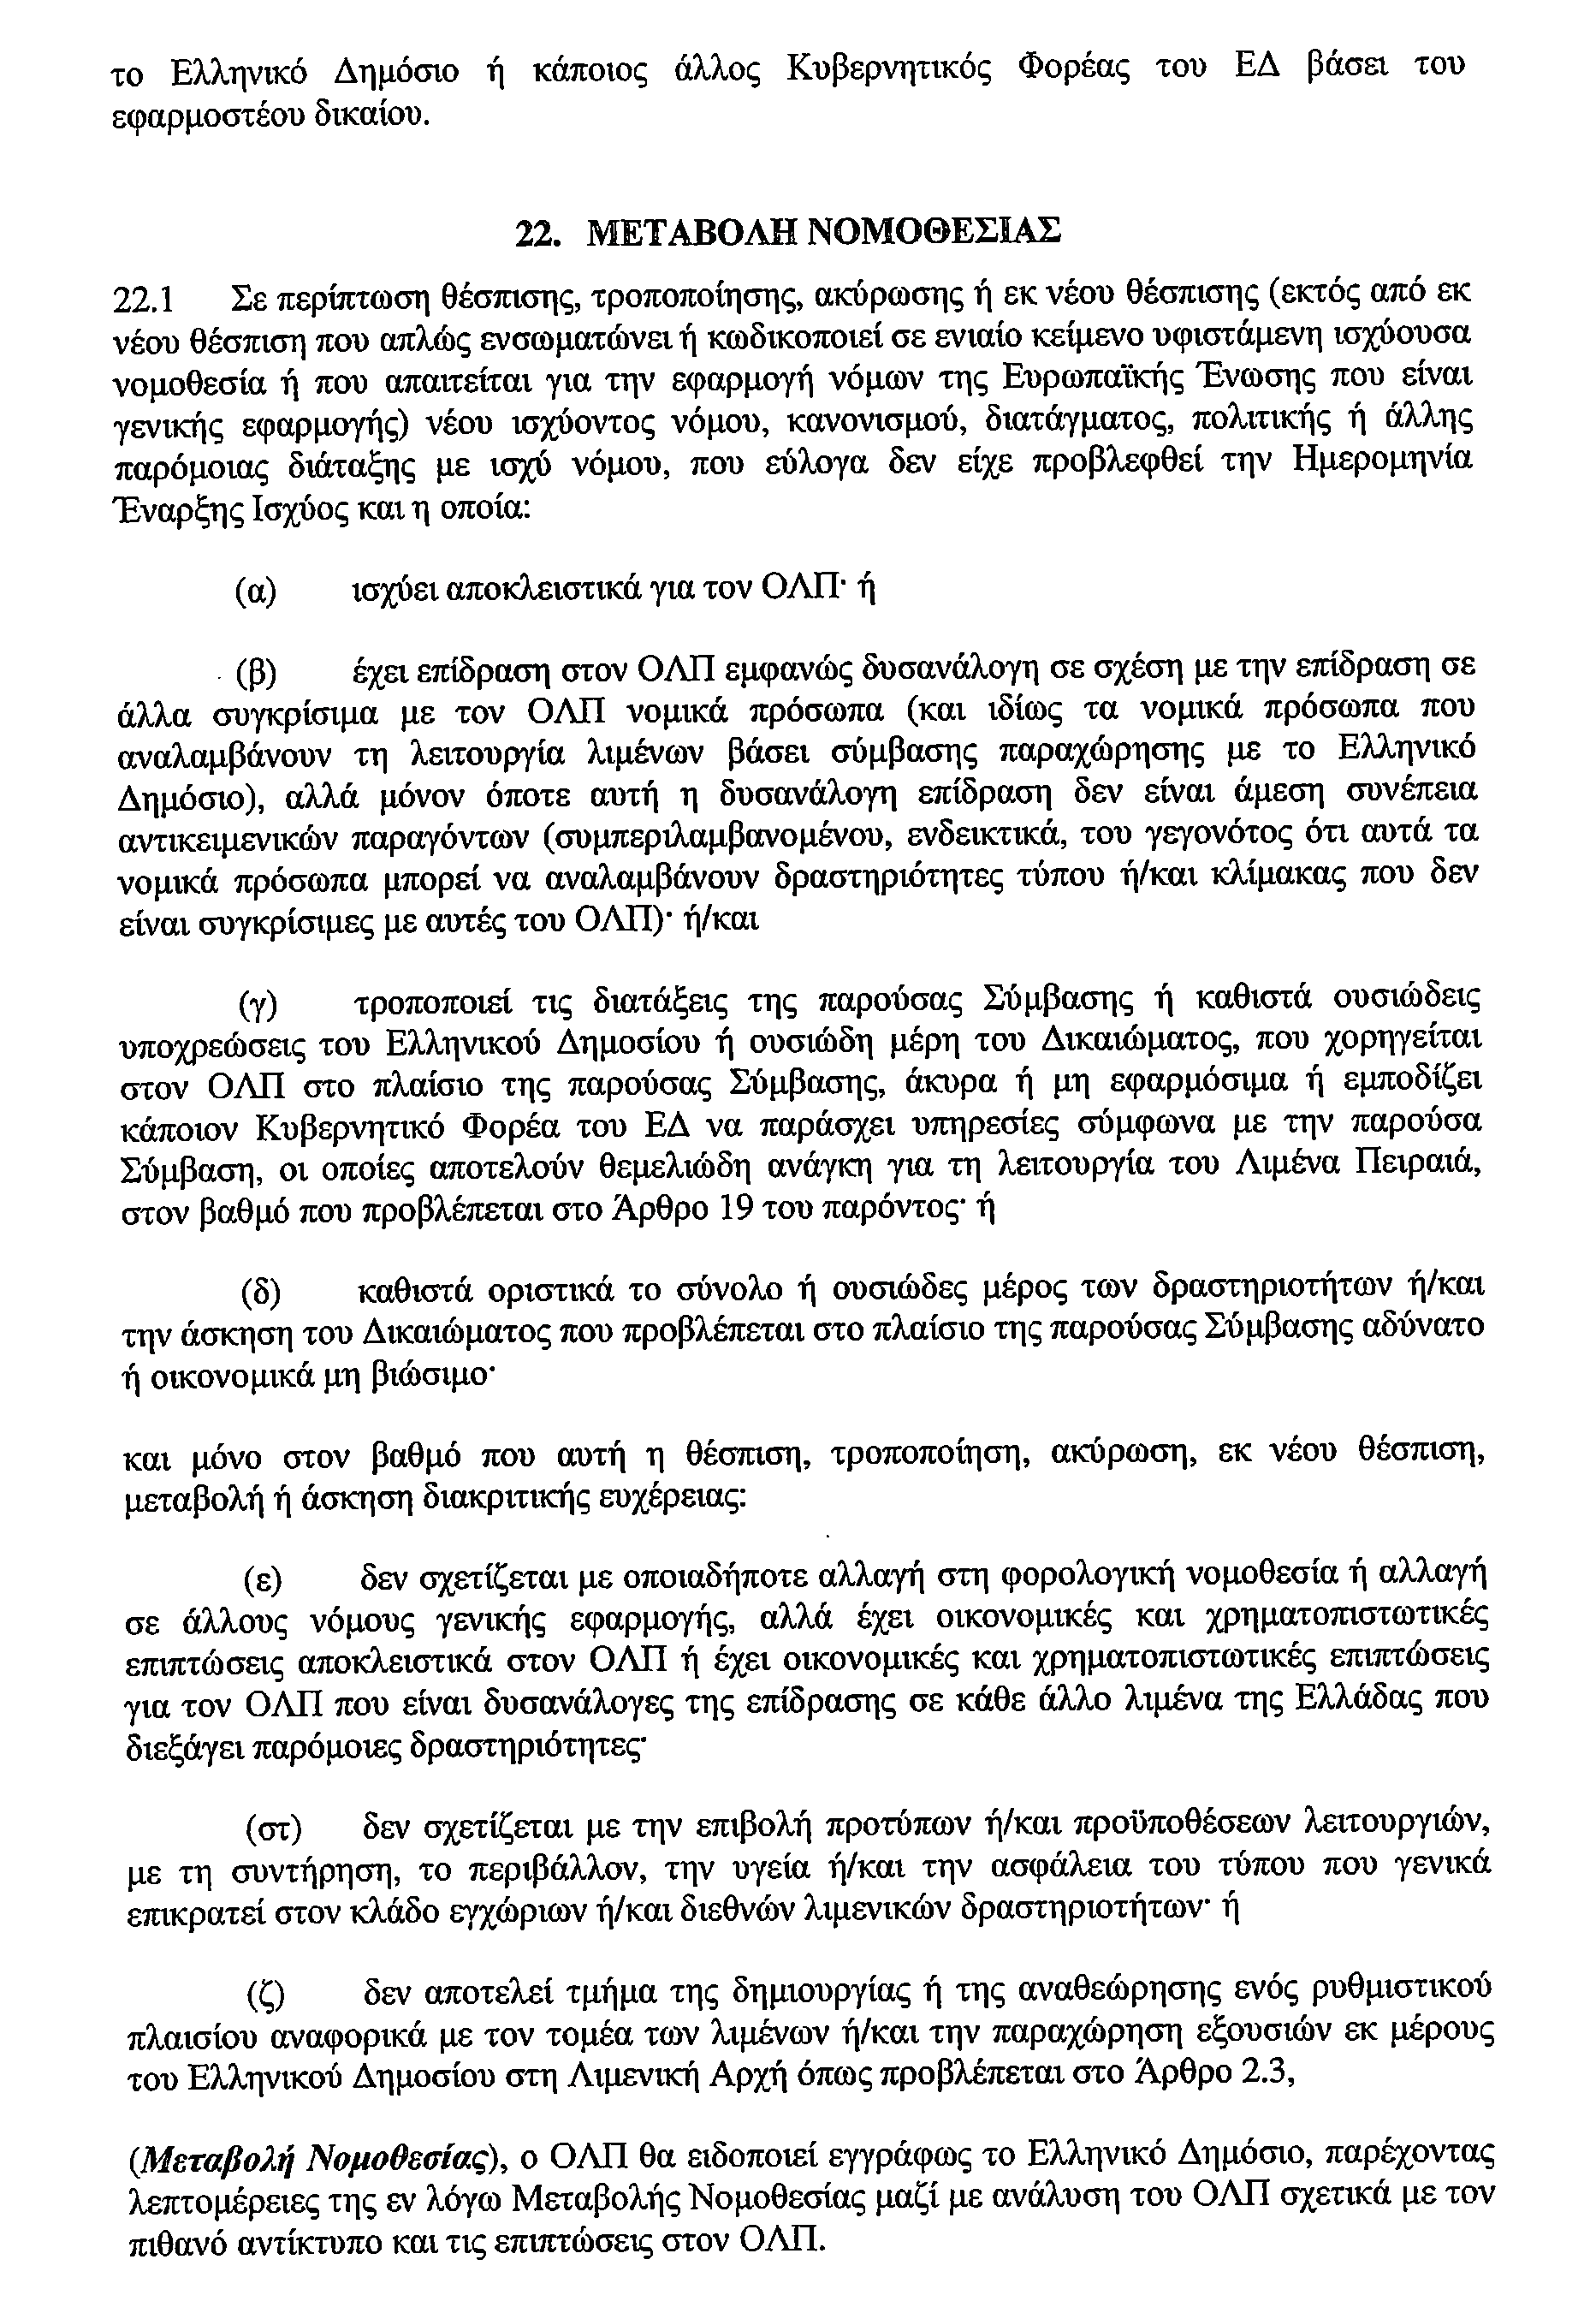 το Ελληνικό Δημόσιο ή κάποιος άλλος Κυβερνητικός Φορέας του ΕΔ βάσει του
εφαρμοστέου δικαίου.
22. ΜΕΤΑΒΟΛΗ ΝΟΜΟΘΕΣΙΑΣ
22.1 Σε περίπτωση θέσπισης, τροποποίησης, ακύρωσης ή εκ νέου θέσπισης (εκτός από εκ
νέου θέσπιση που απλώς ενσωματώνει ή κωδικοποιεί σε ενιαίο κείμενο υφιστάμενη ισχύουσα
νομοθεσία ή που απαιτείται για την εφαρμογή νόμων της Ευρωπαϊκής Ένωσης που είναι
γενικής εφαρμογής) νέου ισχύοντος νόμου, κανονισμού, διατάγματος, πολιτικής ή άλλης
παρόμοιας διάταξης με ισχύ νόμου, που εύλογα δεν είχε προβλεφθεί την Ημερομηνία
Έναρξης Ισχύος και η οποία:
(α) ισχύει αποκλειστικά για τον ΟΛΠ· ή
(β) έχει επίδραση στον ΟΛΠ εμφανώς δυσανάλογη σε σχέση με την επίδραση σε
άλλα συγκρίσιμα με τον ΟΛΠ νομικά πρόσωπα (και ιδίως τα νομικά πρόσωπα που
αναλαμβάνουν τη λειτουργία λιμένων βάσει σύμβασης παραχώρησης με το Ελληνικό
Δημόσιο), αλλά μόνον όποτε αυτή η δυσανάλογη επίδραση δεν είναι άμεση συνέπεια
αντικειμενικών παραγόντων (συμπεριλαμβανομένου, ενδεικτικά, του γεγονότος ότι αυτά τα
νομικά πρόσωπα μπορεί να αναλαμβάνουν δραστηριότητες τύπου ή/και κλίμακας που δεν
είναι συγκρίσιμες με αυτές του ΟΛΠ)· ή/και
(γ) τροποποιεί τις διατάξεις της παρούσας Σύμβασης ή καθιστά ουσιώδεις
υποχρεώσεις του Ελληνικού Δημοσίου ή ουσιώδη μέρη του Δικαιώματος, που χορηγείται
στον ΟΛΠ στο πλαίσιο της παρούσας Σύμβασης, άκυρα ή μη εφαρμόσιμα ή εμποδίζει
κάποιον Κυβερνητικό Φορέα του ΕΔ να παράσχει υπηρεσίες σύμφωνα με την παρούσα
Σύμβαση, οι οποίες αποτελούν θεμελιώδη ανάγκη για τη λειτουργία του Λιμένα Πειραιά,
στον βαθμό που προβλέπεται στο Άρθρο 19 του παρόντος· ή
(δ) καθιστά οριστικά το σύνολο ή ουσιώδες μέρος των δραστηριοτήτων ή/και
την άσκηση του Δικαιώματος που προβλέπεται στο πλαίσιο της παρούσας Σύμβασης αδύνατο
ή οικονομικά μη βιώσιμο·
και μόνο στον βαθμό που αυτή η θέσπιση, τροποποίηση, ακύρωση, εκ νέου θέσπιση,
μεταβολή ή άσκηση διακριτικής ευχέρειας:
(ε) δεν σχετίζεται με οποιαδήποτε αλλαγή στη φορολογική νομοθεσία ή αλλαγή
σε άλλους νόμους γενικής εφαρμογής, αλλά έχει οικονομικές και χρηματοπιστωτικές
επιπτώσεις αποκλειστικά στον ΟΛΠ ή έχει οικονομικές και χρηματοπιστωτικές επιπτώσεις
για τον ΟΛΠ που είναι δυσανάλογες της επίδρασης σε κάθε άλλο λιμένα της Ελλάδας που
διεξάγει παρόμοιες δραστηριότητες·
(στ) δεν σχετίζεται με την επιβολή προτύπων ή/και προϋποθέσεων λειτουργιών,
με τη συντήρηση, το περιβάλλον, την υγεία ή/και την ασφάλεια του τύπου που γενικά
επικρατεί στον κλάδο εγχώριων ή/και διεθνών λιμενικών δραστηριοτήτων· ή
(ζ) δεν αποτελεί τμήμα της δημιουργίας ή της αναθεώρησης ενός ρυθμιστικού
πλαισίου αναφορικά με τον τομέα των λιμένων ή/και την παραχώρηση εξουσιών εκ μέρους
του Ελληνικού Δημοσίου στη Λιμενική Αρχή όπως προβλέπεται στο Άρθρο 2.3,
(Μεταβολή Νομοθεσίας), ο ΟΛΠ θα ειδοποιεί εγγράφως το Ελληνικό Δημόσιο, παρέχοντας
λεπτομέρειες της εν λόγω Μεταβολής Νομοθεσίας μαζί με ανάλυση του ΟΛΠ σχετικά με τον
πιθανό αντίκτυπο και τις επιπτώσεις στον ΟΛΠ.